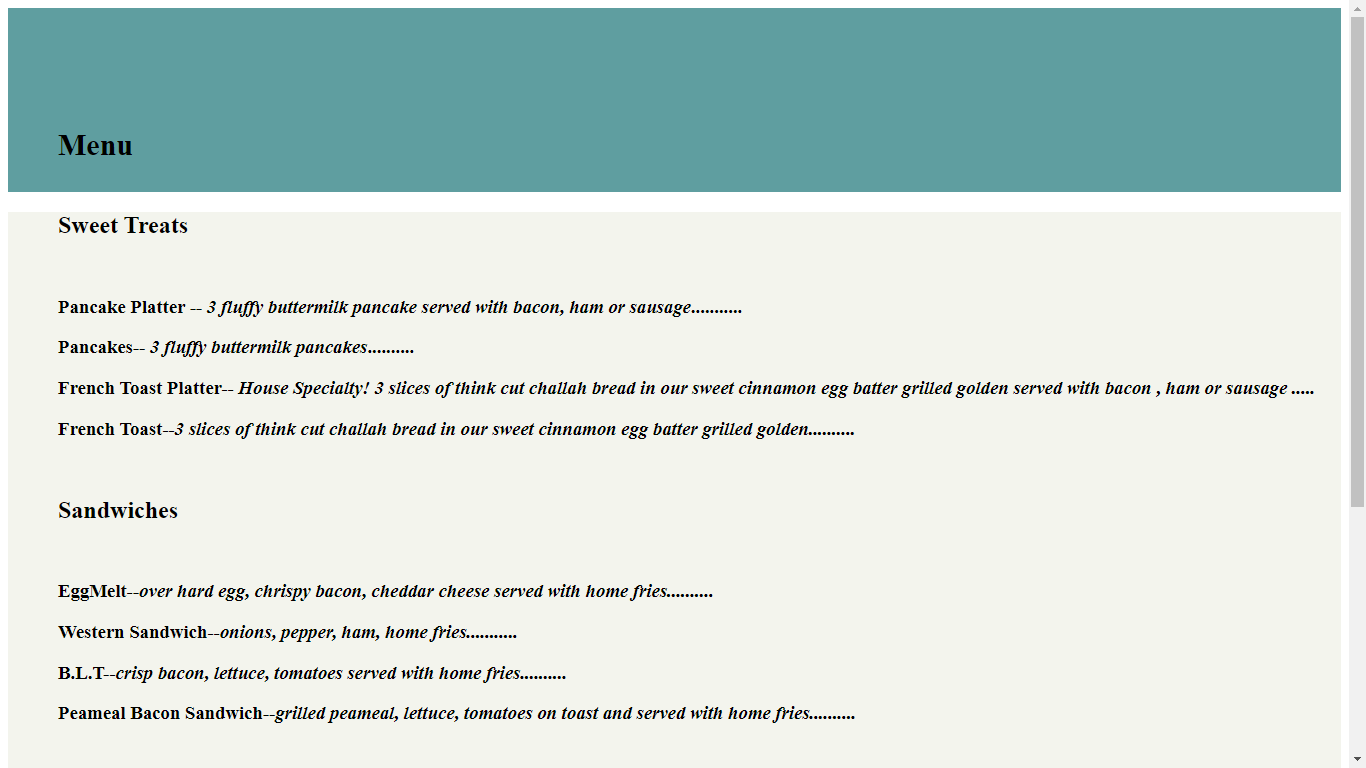 Menu
Sweet Treats
Pancake Platter -- 3 fluffy buttermilk pancake served with bacon, ham or sausage...........
Pancakes-- 3 fluffy buttermilk pancakes..........
French Toast Platter-- House Specialty! 3 slices of think cut challah bread in our sweet cinnamon egg batter grilled golden served with bacon , ham or sausage .....
French Toast--3 slices of think cut challah bread in our sweet cinnamon egg batter grilled golden..........
Sandwiches
EggMelt--over hard egg, chrispy bacon, cheddar cheese served with home fries..........
Western Sandwich--onions, pepper, ham, home fries...........
B.L.T--crisp bacon, lettuce, tomatoes served with home fries..........
Peameal Bacon Sandwich--grilled peameal, lettuce, tomatoes on toast and served with home fries..........